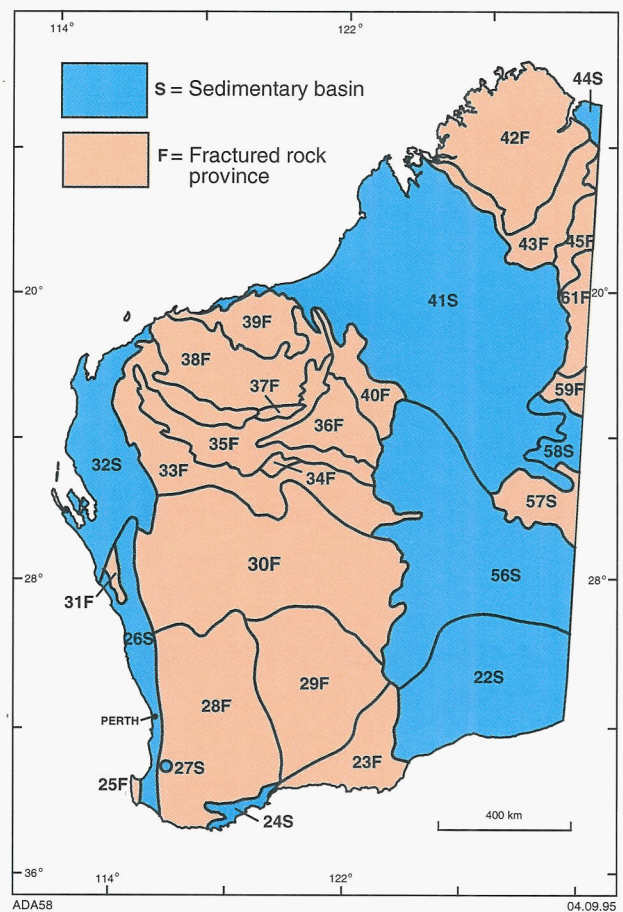 114° 122°
44S
S = Sedimentary basin
F = Fractured rock
province
42F
43F 45F
20° 41S 61F 20°
39F
38F
37F 40F 59F
36F
35F 58S
32S 33F 34F 57S
30F 56S
28° 28°
31F
26S
29F 22S
28F
PERTH
27S 23F
25F
24S 400 km
36°
114° 122°
ADA58 04.09.95